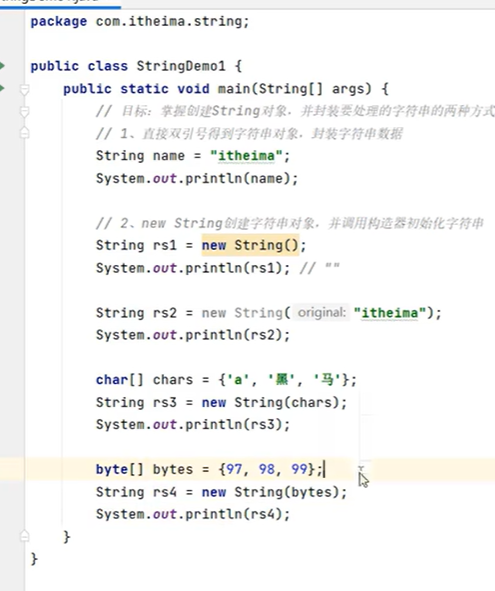 package com.itheima.string;
public class StringDemo1 {
public static void main(String[] args) {
// 目标：掌握创建String对象，并封装要处理的字符串的两种方式
// 1、直接双引号得到字符串对象，封装字符串数据
String name = "itheima";
System.out.println(name);
// 2、new String创建字符串对象，并调用构造器初始化字符串
String rs1 = new String();
System.out.println(rs1); // ""
String rs2 = new String( original: "itheima");
System.out.println(rs2);
char[] chars = {'a', '黑', '马'};
String rs3 = new String(chars);
System.out.println(rs3);
byte[] bytes = {97, 98, 99};
String rs4 = new String(bytes);
System.out.println(rs4);
}
}